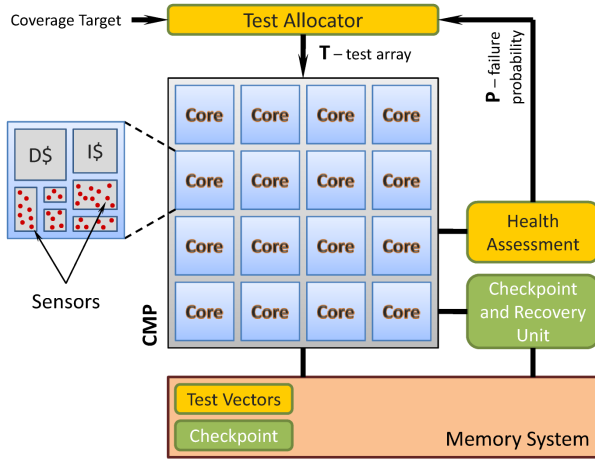 Coverage Target
Test Allocator
T – test array
P – failure
probability
Core Core Core Core
Core Core Core Core
Core Core Core Core
Core Core Core Core
D$ I$
Sensors
CMP
Health
Assessment
Checkpoint
and Recovery
Unit
Test Vectors
Checkpoint
Memory System